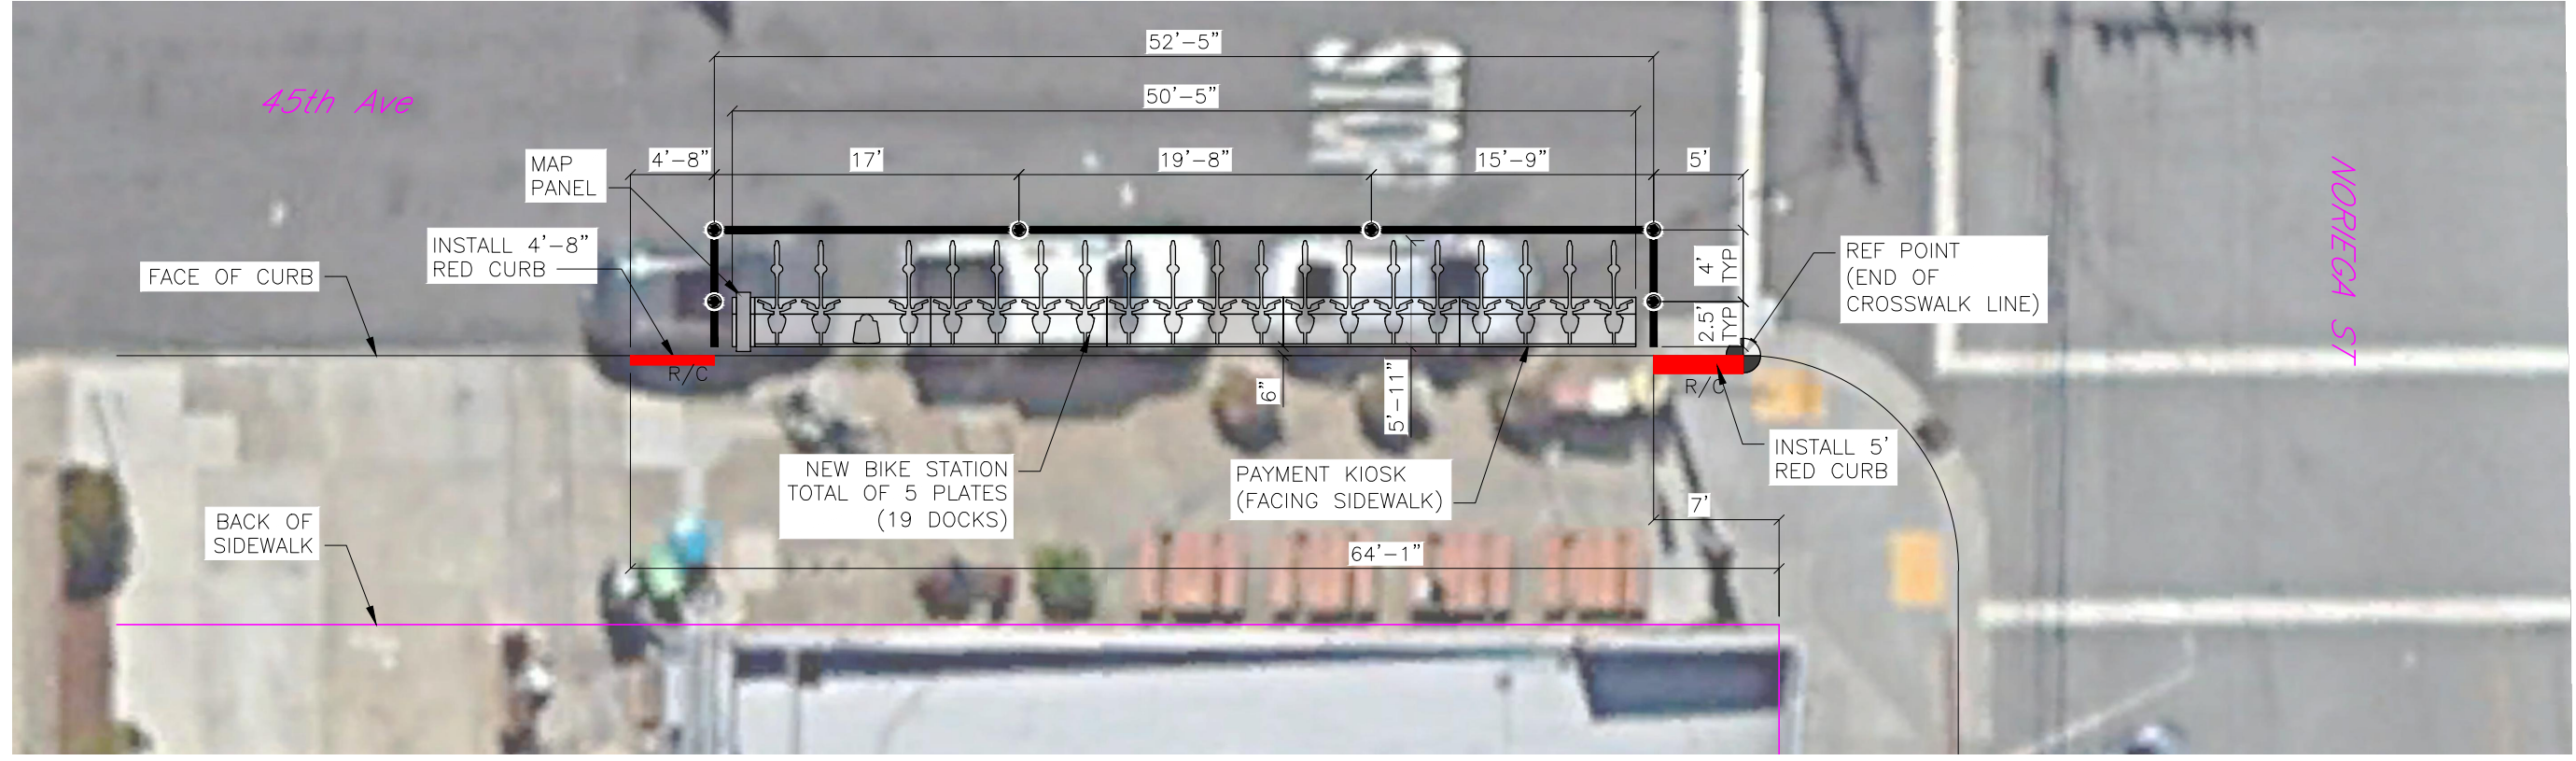 52'-5"
50'-5"
45th Ave
4'-8"
17'
19'-8"
15'-9"
5'
MAP
PANEL
STOP
NORIEGA ST
INSTALL 4'-8"
RED CURB
FACE OF CURB
4'
TYP
2.5'
TYP
REF POINT
(END OF
CROSSWALK LINE)
R/C
R/C
6"
5'-11"
INSTALL 5'
RED CURB
NEW BIKE STATION
TOTAL OF 5 PLATES
(19 DOCKS)
PAYMENT KIOSK
(FACING SIDEWALK)
7'
BACK OF
SIDEWALK
64'-1"